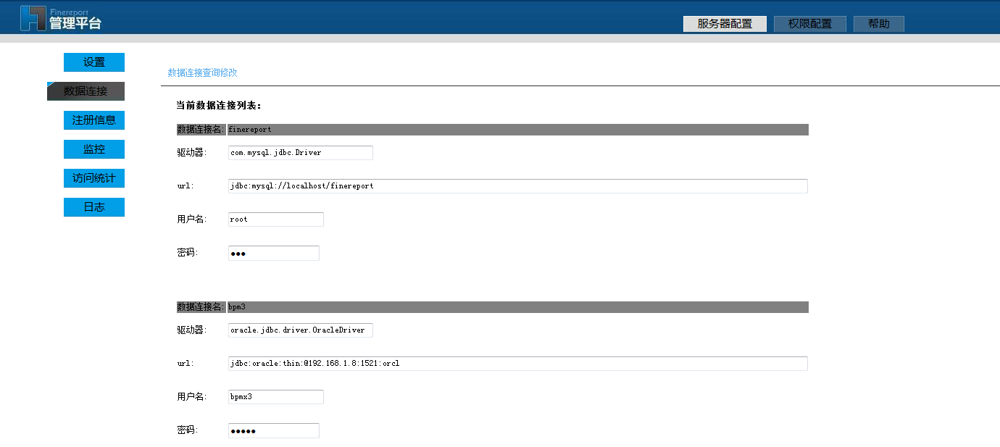 Finereport
管理平台
服务器配置 权限配置 帮助
设置
数据连接
注册信息
监控
访问统计
日志
数据连接查询修改
当前数据连接列表:
数据连接名: finereport
驱动器: com.mysql.jdbc.Driver
url: jdbc:mysql://localhost/finereport
用户名: root
密码: ●●●
数据连接名: bpm3
驱动器: oracle.jdbc.driver.OracleDriver
url: jdbc:oracle:thin:@192.168.1.8:1521:orcl
用户名: bpmx3
密码: ●●●●●